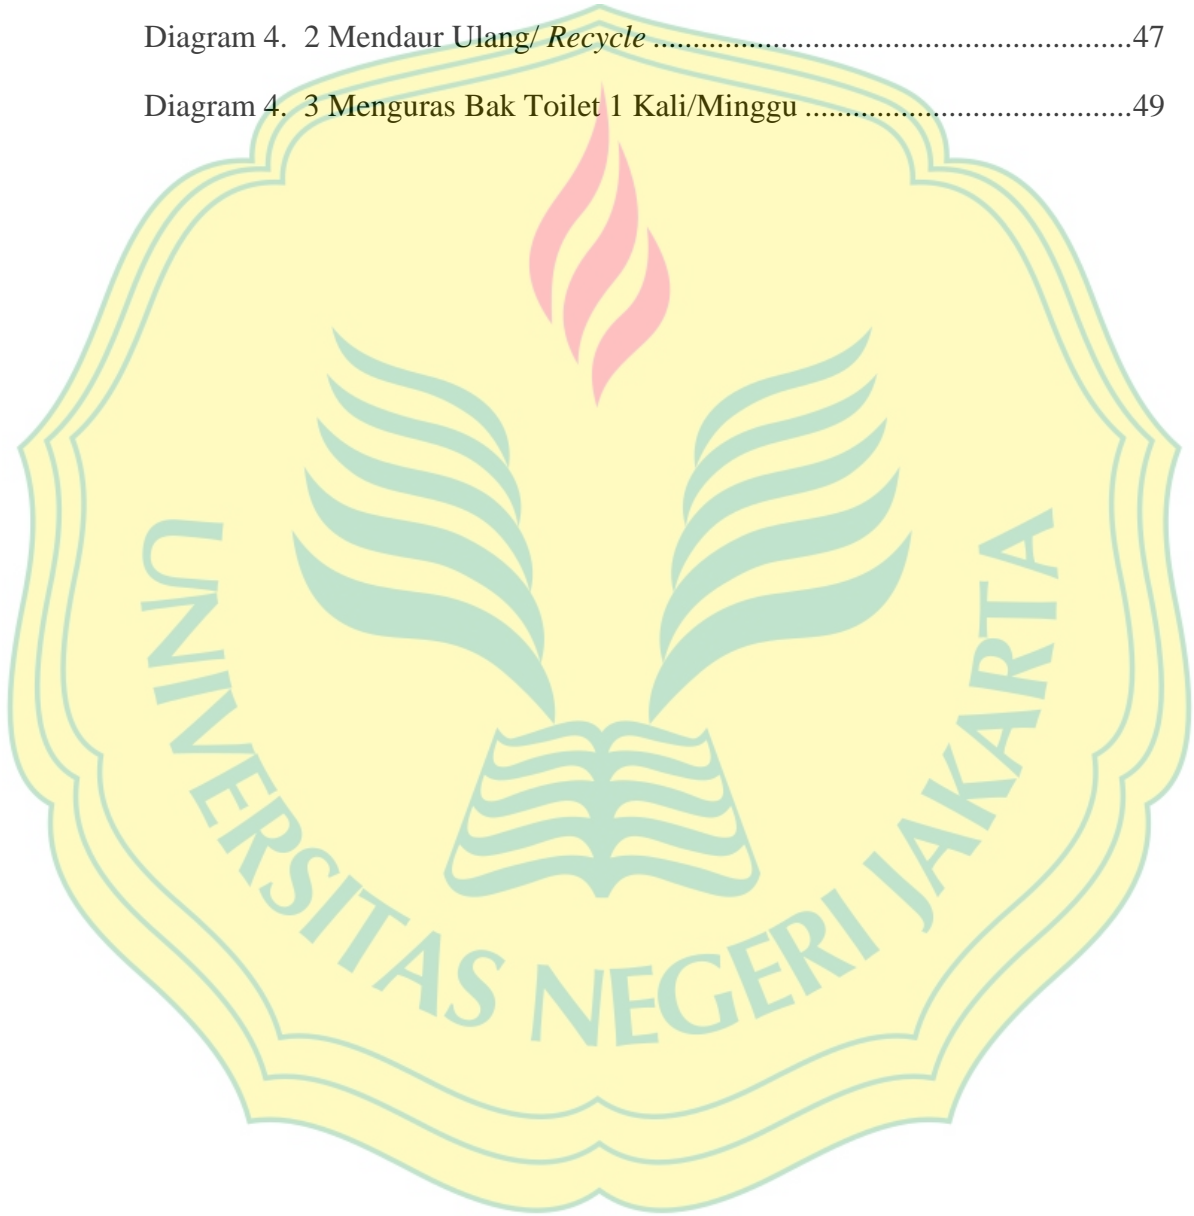 Diagram 4.  2 Mendaur Ulang/ Recycle ............................................................47
Diagram 4.  3 Menguras Bak Toilet 1 Kali/Minggu .........................................49
UNIVERSITAS NEGERI JAKARTA